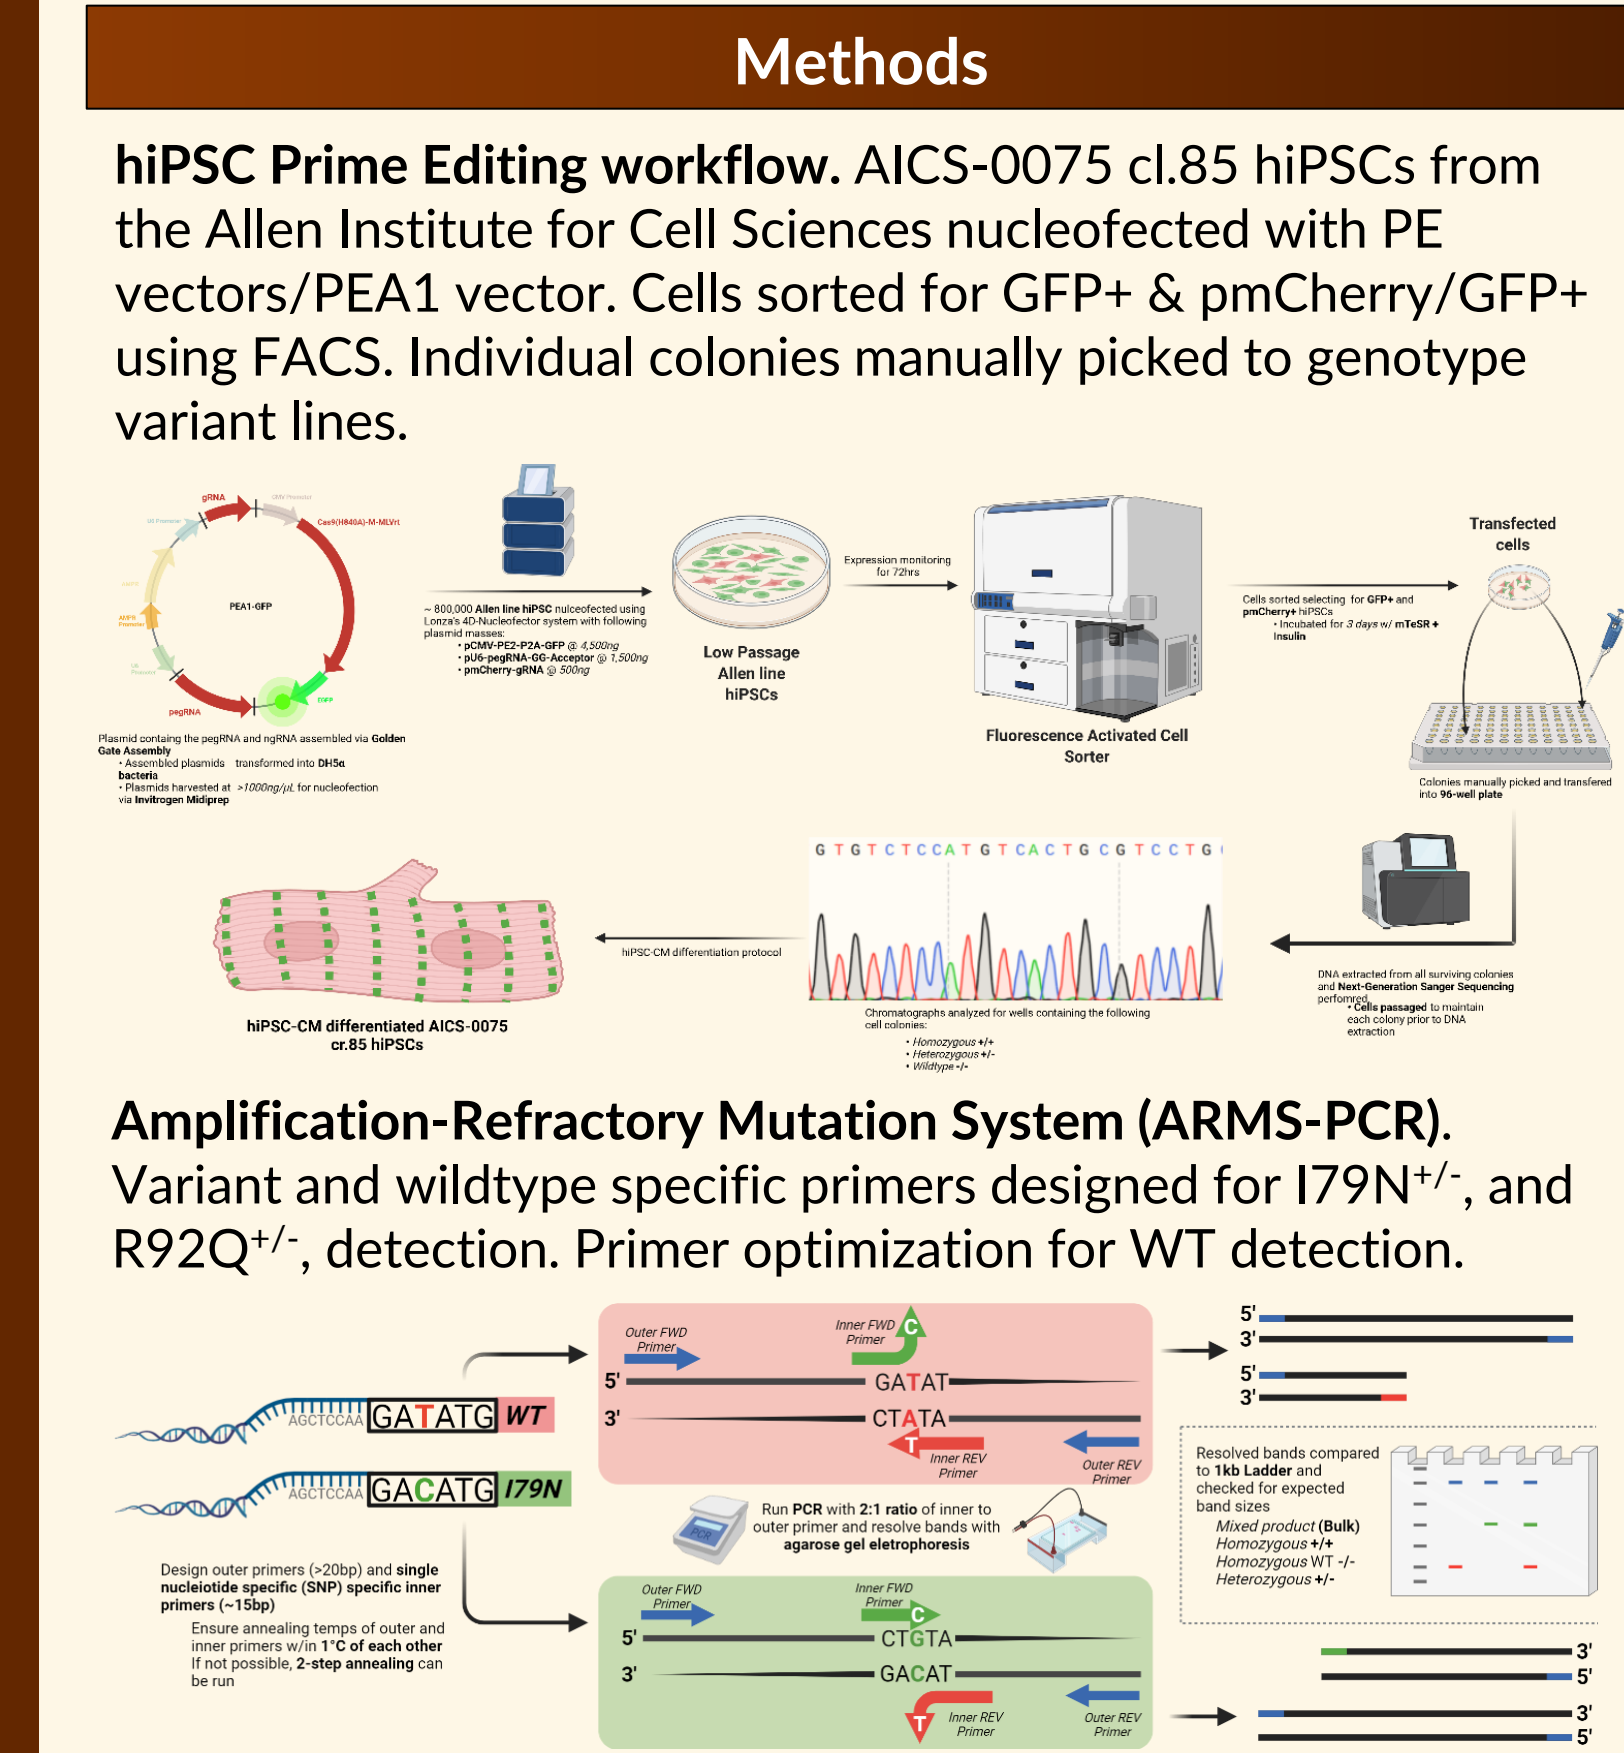 Methods
hiPSC Prime Editing workflow. AICS-0075 cl.85 hiPSCs from
the Allen Institute for Cell Sciences nucleofected with PE
vectors/PEA1 vector. Cells sorted for GFP+ & pmCherry/GFP+
using FACS. Individual colonies manually picked to genotype
variant lines.
gRNA
CMV Promoter
U6 Promoter
Cas9(H840A)-M-MLVrt
AMPR
PEA1-GFP
AMPR
Promoter
U6
Promoter
pegRNA
EGFP
Plasmid containg the pegRNA and ngRNA assembled via Golden
Gate Assembly
• Assembled plasmids transformed into DH5α
bacteria
• Plasmids harvested at >1000ng/µL for nucleofection
via Invitrogen Midiprep
~ 800,000 Allen line hiPSC nulceofected using
Lonza's 4D-Nucleofector system with following
plasmid masses:
• pCMV-PE2-P2A-GFP @ 4,500ng
• pU6-pegRNA-GG-Acceptor @ 1,500ng
• pmCherry-gRNA @ 500ng
Low Passage
Allen line
hiPSCs
Expression monitoring
for 72hrs
Fluorescence Activated Cell
Sorter
Cells sorted selecting for GFP+ and
pmCherry+ hiPSCs
• Incubated for 3 days w/ mTeSR +
Insulin
Transfected
cells
Colonies manually picked and transfered
into 96-well plate
DNA extracted from all surviving colonies
and Next-Generation Sanger Sequencing
perfomred
• Cells passaged to maintain
each colony prior to DNA
extraction
G T G T C T C C A T G T C A C T G C G T C C T G
Chromatographs analyzed for wells containing the following
cell colonies:
• Homozygous +/+
• Heterozygous +/-
• Wildtype -/-
hiPSC-CM differentiation protocol
hiPSC-CM differentiated AICS-0075
cr.85 hiPSCs
Amplification-Refractory Mutation System (ARMS-PCR).
Variant and wildtype specific primers designed for I79N+/-, and
R92Q+/-, detection. Primer optimization for WT detection.
AGCTCCAA GATATG WT
AGCTCCAA GACATG I79N
Design outer primers (>20bp) and single
nucleiotide specific (SNP) specific inner
primers (~15bp)
Ensure annealing temps of outer and
inner primers w/in 1°C of each other
If not possible, 2-step annealing can
be run
Outer FWD
Primer
Inner FWD
Primer
C
5' GATAT
3' CTATA
T
Inner REV
Primer
Outer REV
Primer
PCR
Run PCR with 2:1 ratio of inner to
outer primer and resolve bands with
agarose gel eletrophoresis
Outer FWD
Primer
Inner FWD
Primer
C
5' CTGTA
3' GACAT
T
Inner REV
Primer
Outer REV
Primer
5'
3'
5'
3'
Resolved bands compared
to 1kb Ladder and
checked for expected
band sizes
Mixed product (Bulk)
Homozygous +/+
Homozygous WT -/-
Heterozygous +/-
3'
5'
3'
5'